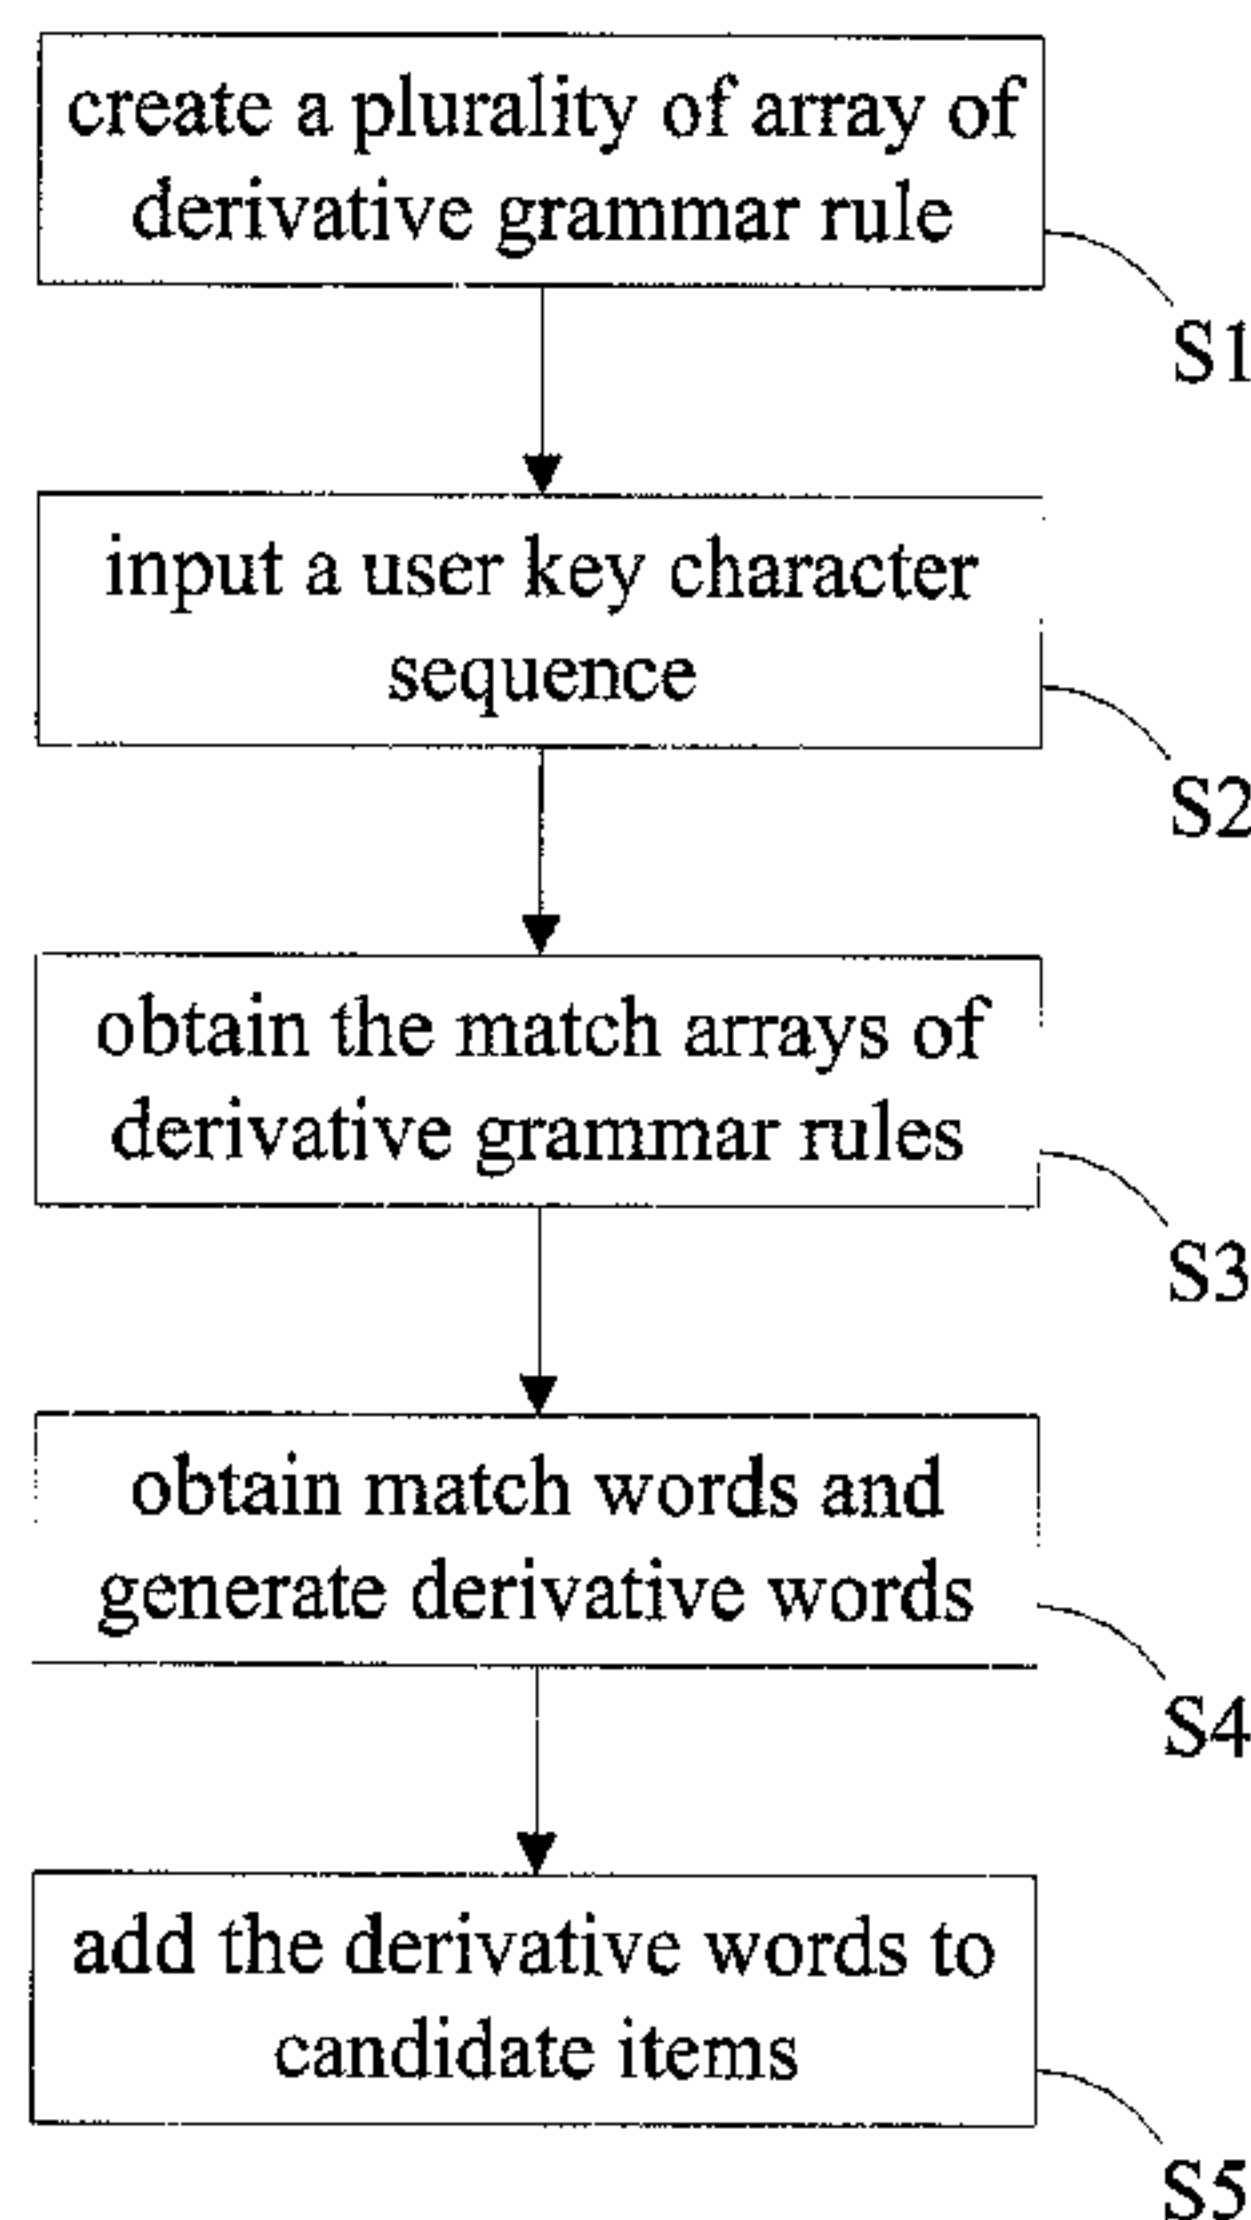 create a plurality of array of
derivative grammar rule
S1
input a user key character
sequence
S2
obtain the match arrays of
derivative grammar rules
S3
obtain match words and
generate derivative words
S4
add the derivative words to
candidate items
S5